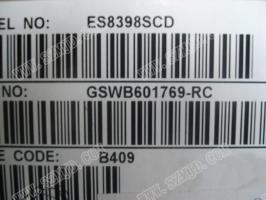 EL NO: ES8398SCD
NO: GSWB601769-RC
E CODE: B409